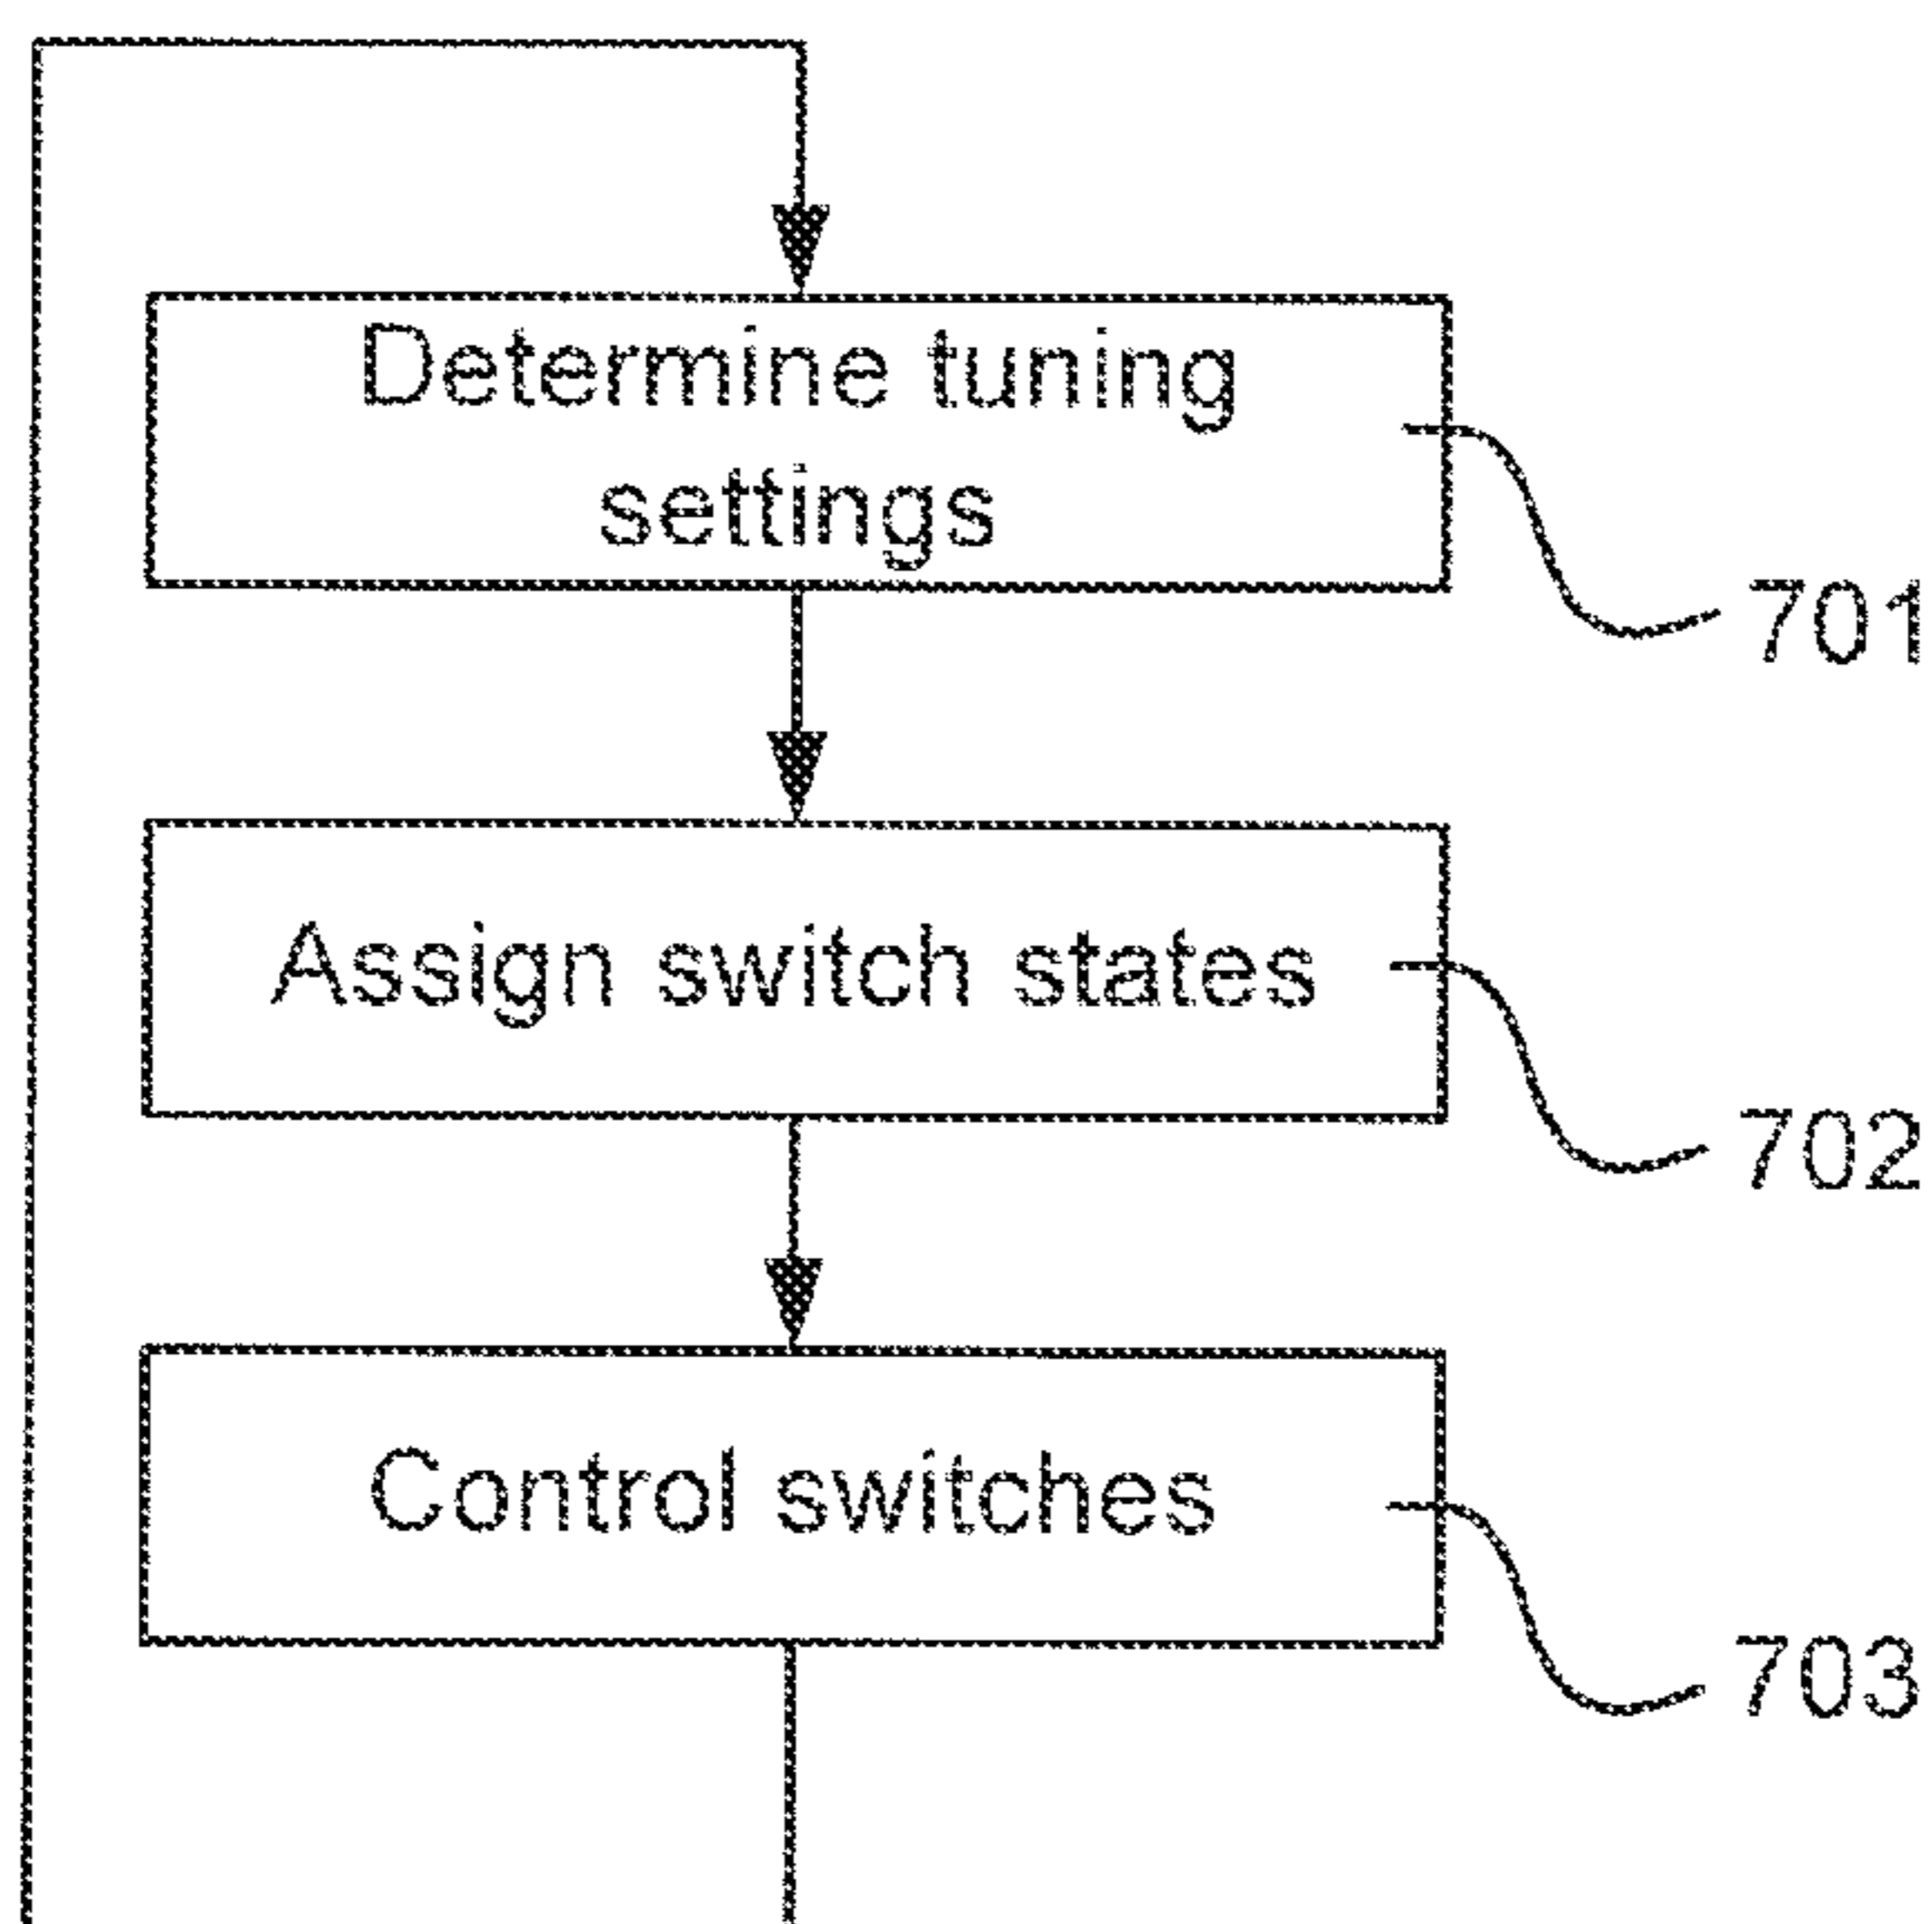 Determine tuning
settings
701
Assign switch states
702
Control switches
703